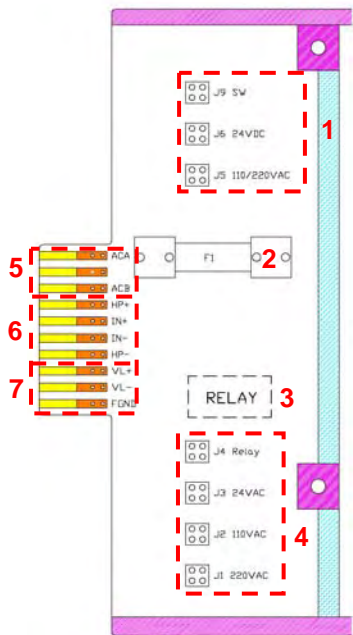 J9 SW
1
J6 24VDC
J5 110/220VAC
5
ACA
F1
2
ACB
6
HP+
IN+
IN-
HP-
7
VL+
VL-
FGND
RELAY
3
J4 Relay
J3 24VAC
4
J2 110VAC
J1 220VAC